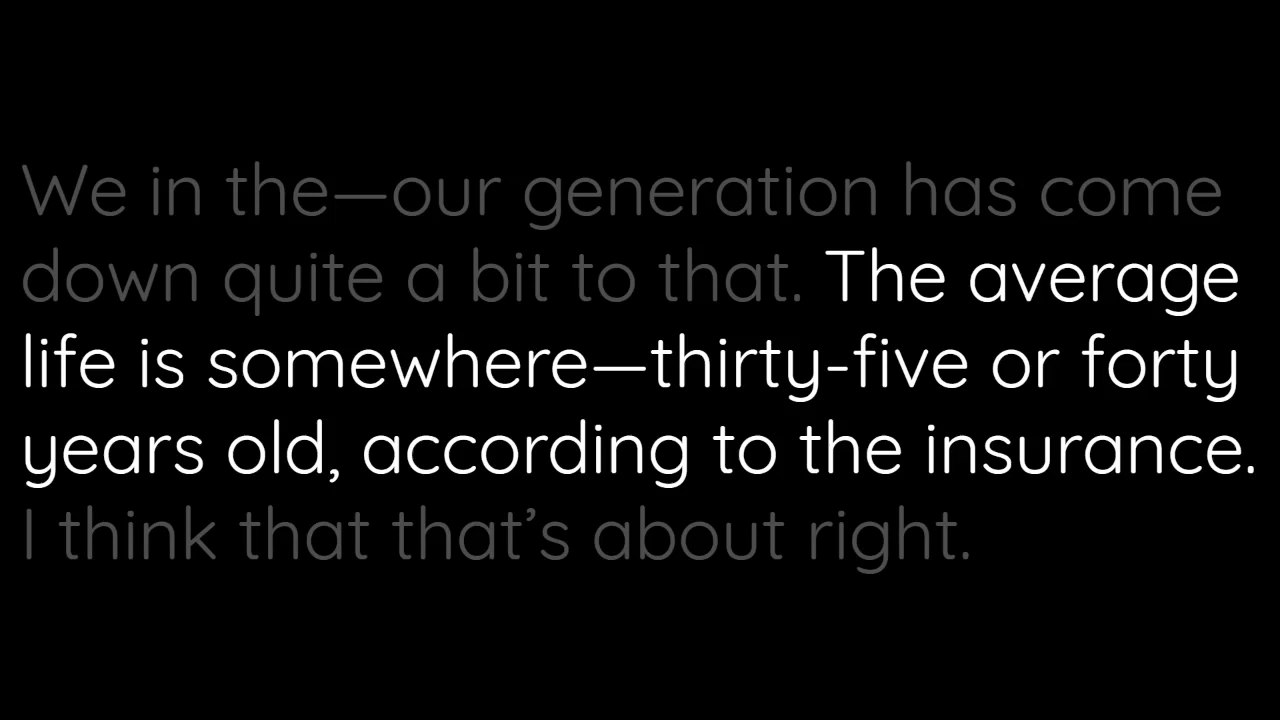 We in the—our generation has come
down quite a bit to that. The average
life is somewhere—thirty-five or forty
years old, according to the insurance.
I think that that’s about right.